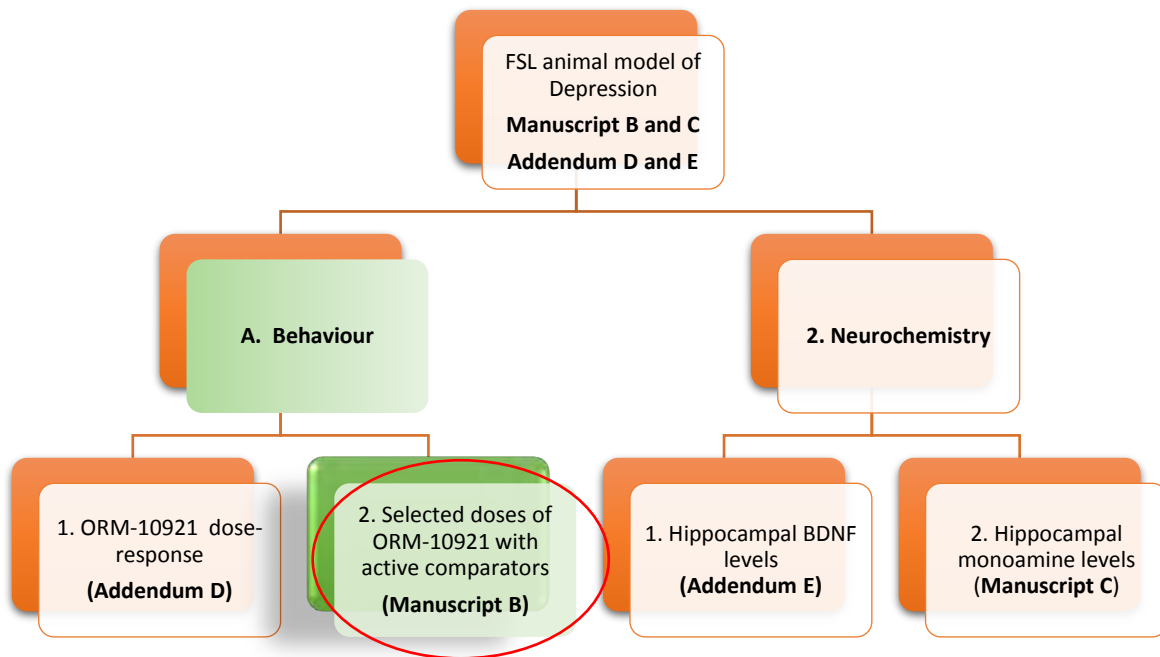 FSL animal model of
Depression
Manuscript B and C
Addendum D and E
A. Behaviour
2. Neurochemistry
1. ORM-10921 dose-
response
(Addendum D)
2. Selected doses of
ORM-10921 with
active comparators
(Manuscript B)
1. Hippocampal BDNF
levels
(Addendum E)
2. Hippocampal
monoamine levels
(Manuscript C)